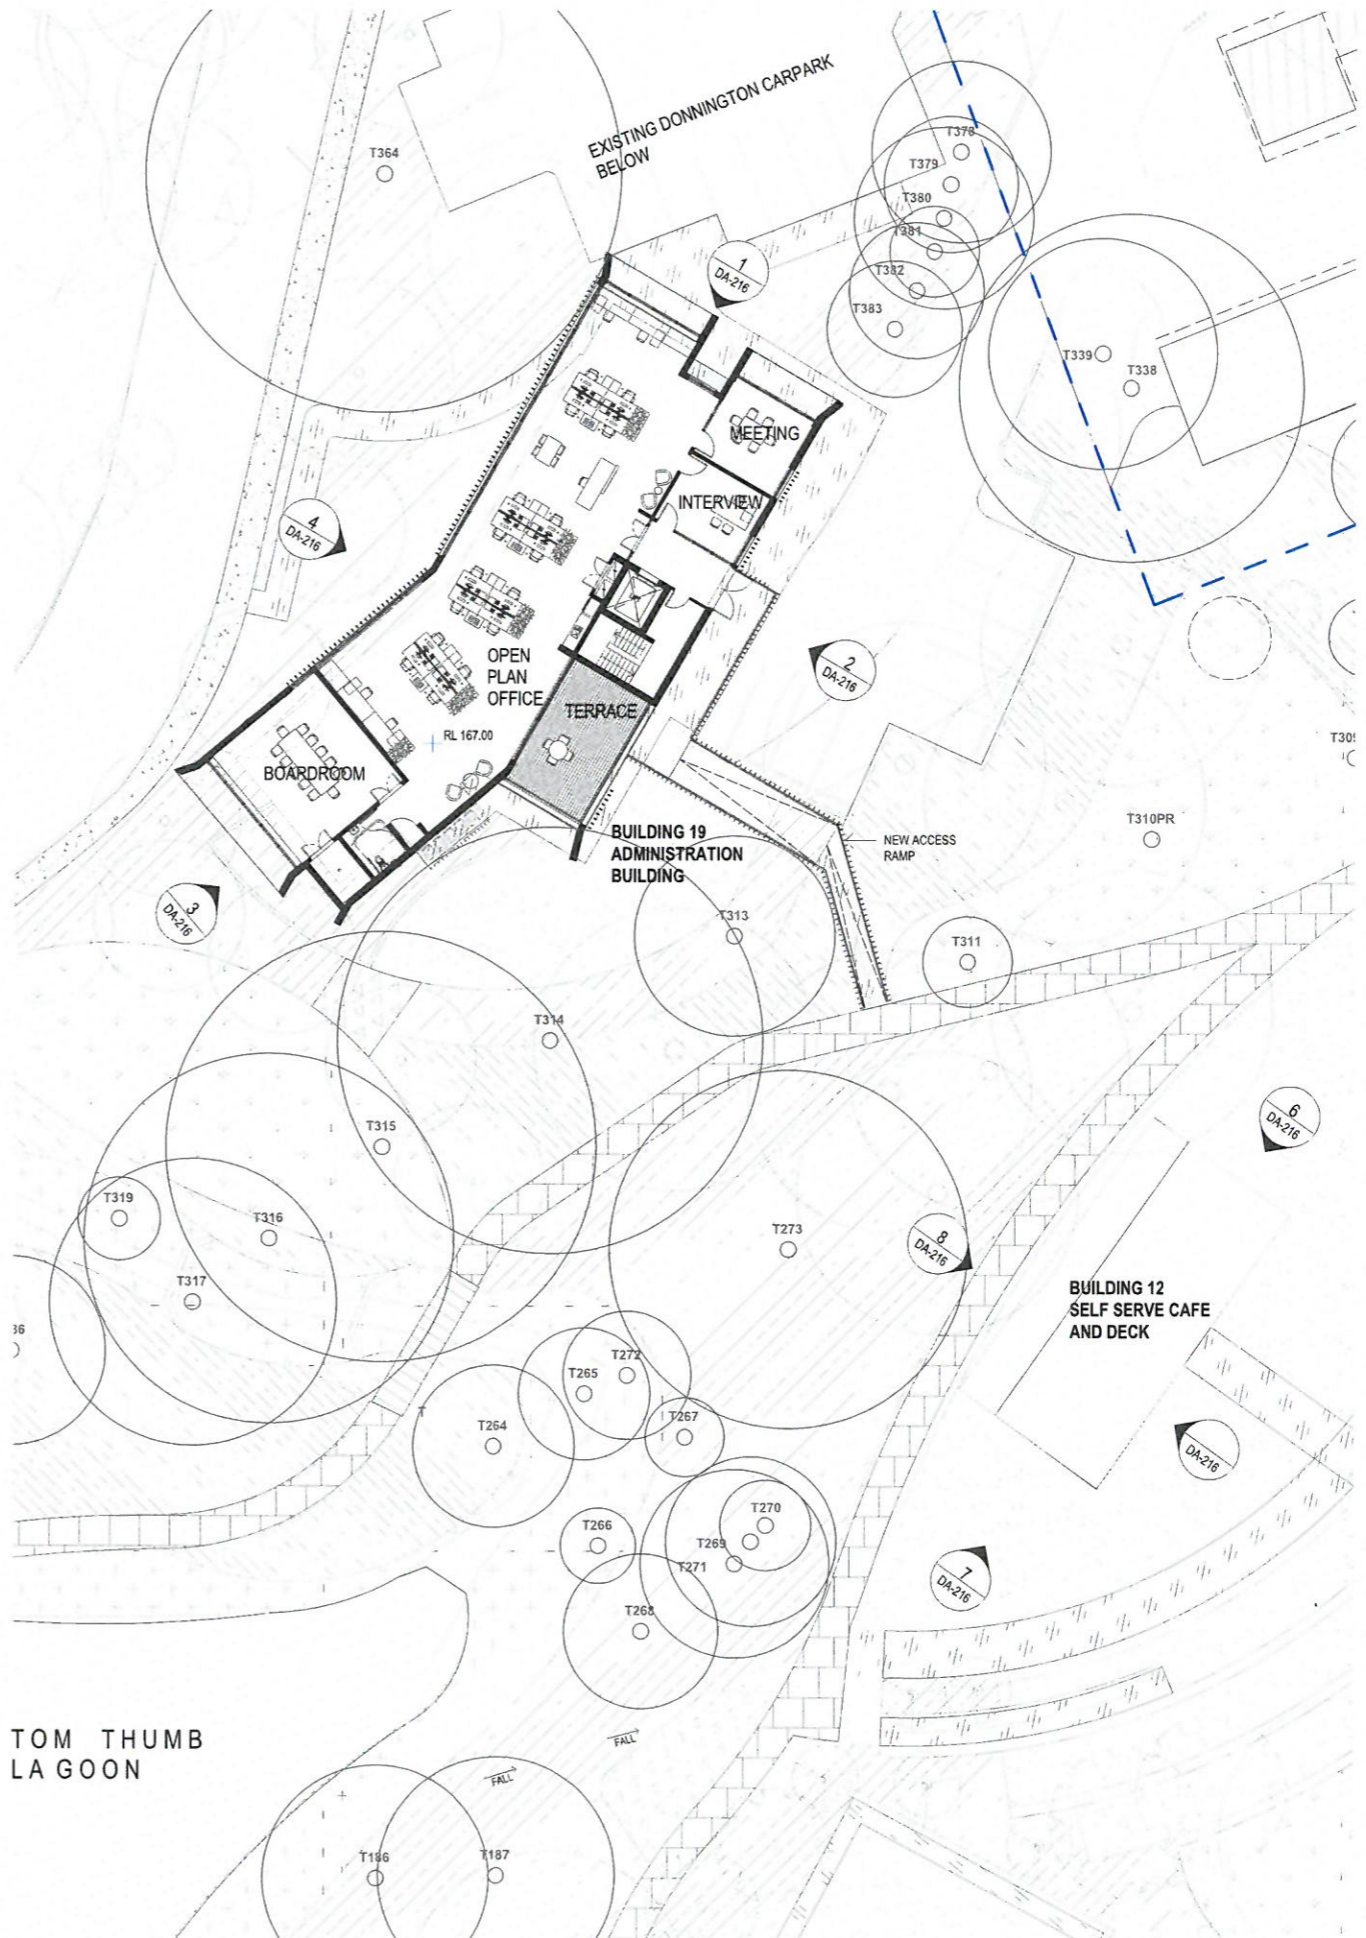 EXISTING DONNINGTON CARPARK
BELOW
T378
T364
T379
T380
T381
1
DA-216
T382
T383
T339
T338
MEETING
INTERVIEW
4
DA-216
OPEN
PLAN
OFFICE
2
DA-216
TERRACE
RL 167.00
BOARDROOM
T310PR
BUILDING 19
ADMINISTRATION
BUILDING
NEW ACCESS
RAMP
3
DA-216
T313
T311
T314
6
DA-216
T315
T319
T316
T273
8
DA-216
T317
BUILDING 12
SELF SERVE CAFE
AND DECK
36
T272
T265
T
T264
T267
DA-216
T270
T266
T269
T271
7
DA-216
T268
TOM THUMB
LAGOON
FALL
FALL
T186
T187